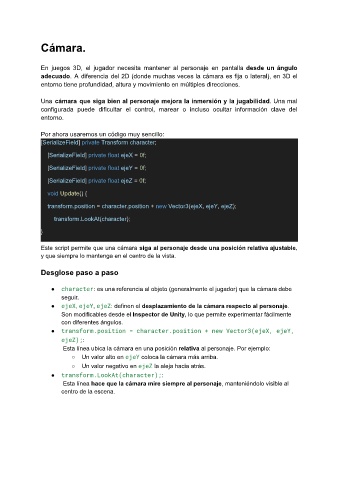 Cámara.
En juegos 3D, el jugador necesita mantener al personaje en pantalla desde un ángulo
adecuado. A diferencia del 2D (donde muchas veces la cámara es fija o lateral), en 3D el
entorno tiene profundidad, altura y movimiento en múltiples direcciones.
Una cámara que siga bien al personaje mejora la inmersión y la jugabilidad. Una mal
configurada puede dificultar el control, marear o incluso ocultar información clave del
entorno.
Por ahora usaremos un código muy sencillo:
[SerializeField] private Transform character;
[SerializeField] private float ejeX = 0f;
[SerializeField] private float ejeY = 0f;
[SerializeField] private float ejeZ = 0f;
void Update() {
transform.position = character.position + new Vector3(ejeX, ejeY, ejeZ);
transform.LookAt(character);
}
Este script permite que una cámara siga al personaje desde una posición relativa ajustable,
y que siempre lo mantenga en el centro de la vista.
Desglose paso a paso
● character: es una referencia al objeto (generalmente el jugador) que la cámara debe
seguir.
● ejeX, ejeY, ejeZ: definen el desplazamiento de la cámara respecto al personaje.
Son modificables desde el Inspector de Unity, lo que permite experimentar fácilmente
con diferentes ángulos.
● transform.position = character.position + new Vector3(ejeX, ejeY,
ejeZ);:
Esta línea ubica la cámara en una posición relativa al personaje. Por ejemplo:
○ Un valor alto en ejeY coloca la cámara más arriba.
○ Un valor negativo en ejeZ la aleja hacia atrás.
● transform.LookAt(character);:
Esta línea hace que la cámara mire siempre al personaje, manteniéndolo visible al
centro de la escena.